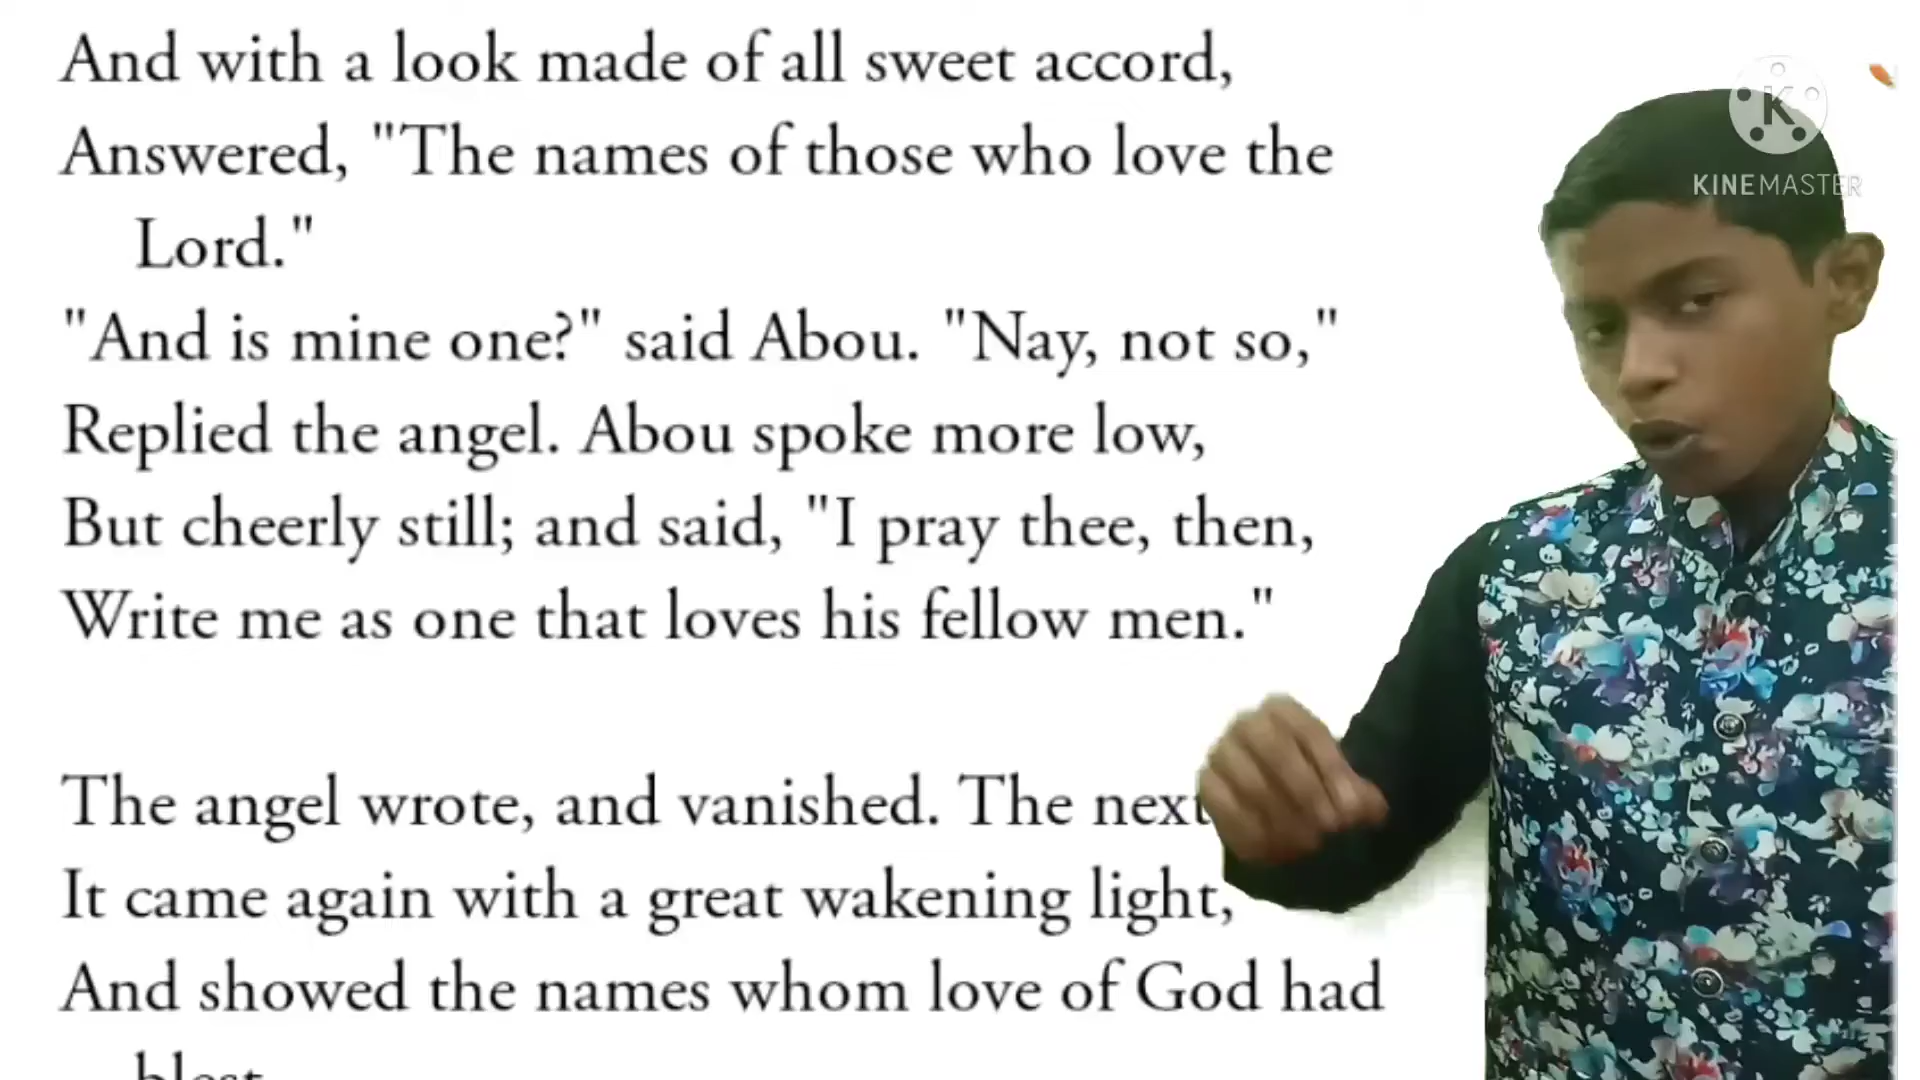 And with a look made of all sweet accord,
Answered, "The names of those who love the
Lord."
"And is mine one?" said Abou. "Nay, not so,"
Replied the angel. Abou spoke more low,
But cheerly still; and said, "I pray thee, then,
Write me as one that loves his fellow men."
The angel wrote, and vanished. The next
It came again with a great wakening light,
And showed the names whom love of God had
blest
K
KINEMASTER